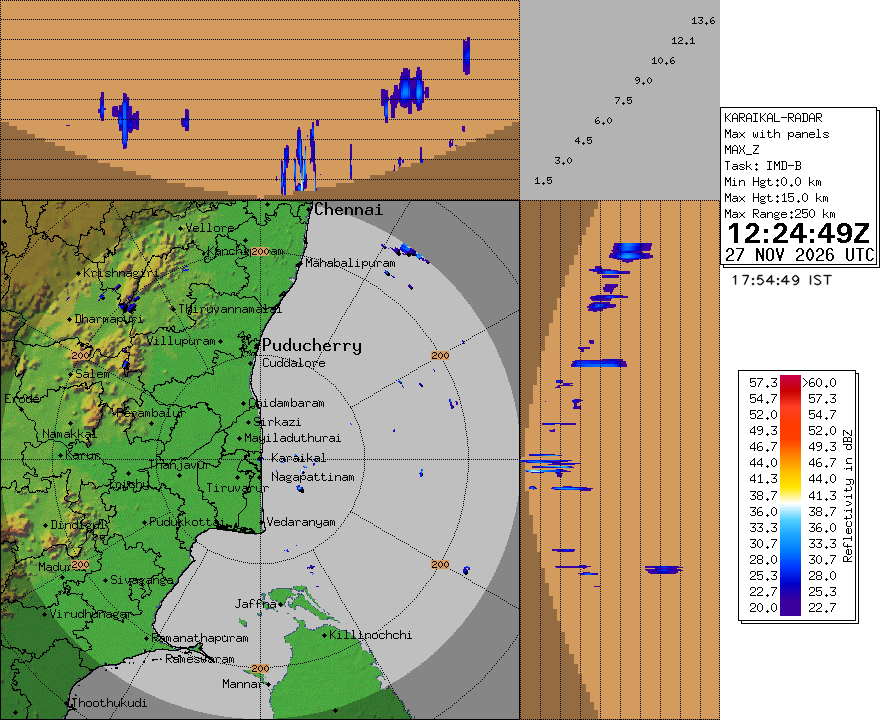 13.6
12.1
10.6
9.0
7.5
6.0
4.5
3.0
1.5
KARAIKAL-RADAR
Max with panels
MAX_Z
Task: IMD-B
Min Hgt:0.0 km
Max Hgt:15.0 km
Max Range:250 km
12:24:49Z
27 NOV 2026 UTC
17:54:49 IST
Chennai
Vellore
200
Mahabalipuram
Krishnagiri
Thiruvannamalai
Dharmapuri
Villupuram
Puducherry
200
200
Cuddalore
Salem
Erode
Chidambaram
Perambalur
Sirkazi
Namakkal
Mayiladuthurai
Karur
Karaikal
Thanjavur
Nagapattinam
Tiruvarur
Dindigul
Pudukkottai
Vedaranyam
200
200
Madurai
Sivaganga
Jaffna
Virudhunagar
Killinochchi
Ramanathapuram
Rameswaram
200
Mannar
Thoothukudi
57.3 >60.0
54.7 57.3
52.0 54.7
49.3 52.0
46.7 49.3
44.0 46.7
41.3 44.0
38.7 41.3
36.0 38.7
33.3 36.0
30.7 33.3
28.0 30.7
25.3 28.0
22.7 25.3
20.0 22.7
Reflectivity in dBZ